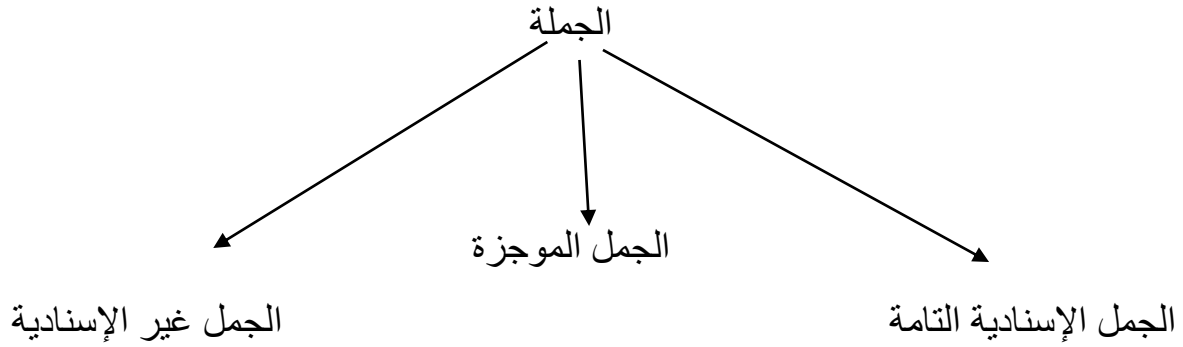 الجملة
الجمل الموجزة
الجمل الإسنادية التامة
الجمل غير الإسنادية